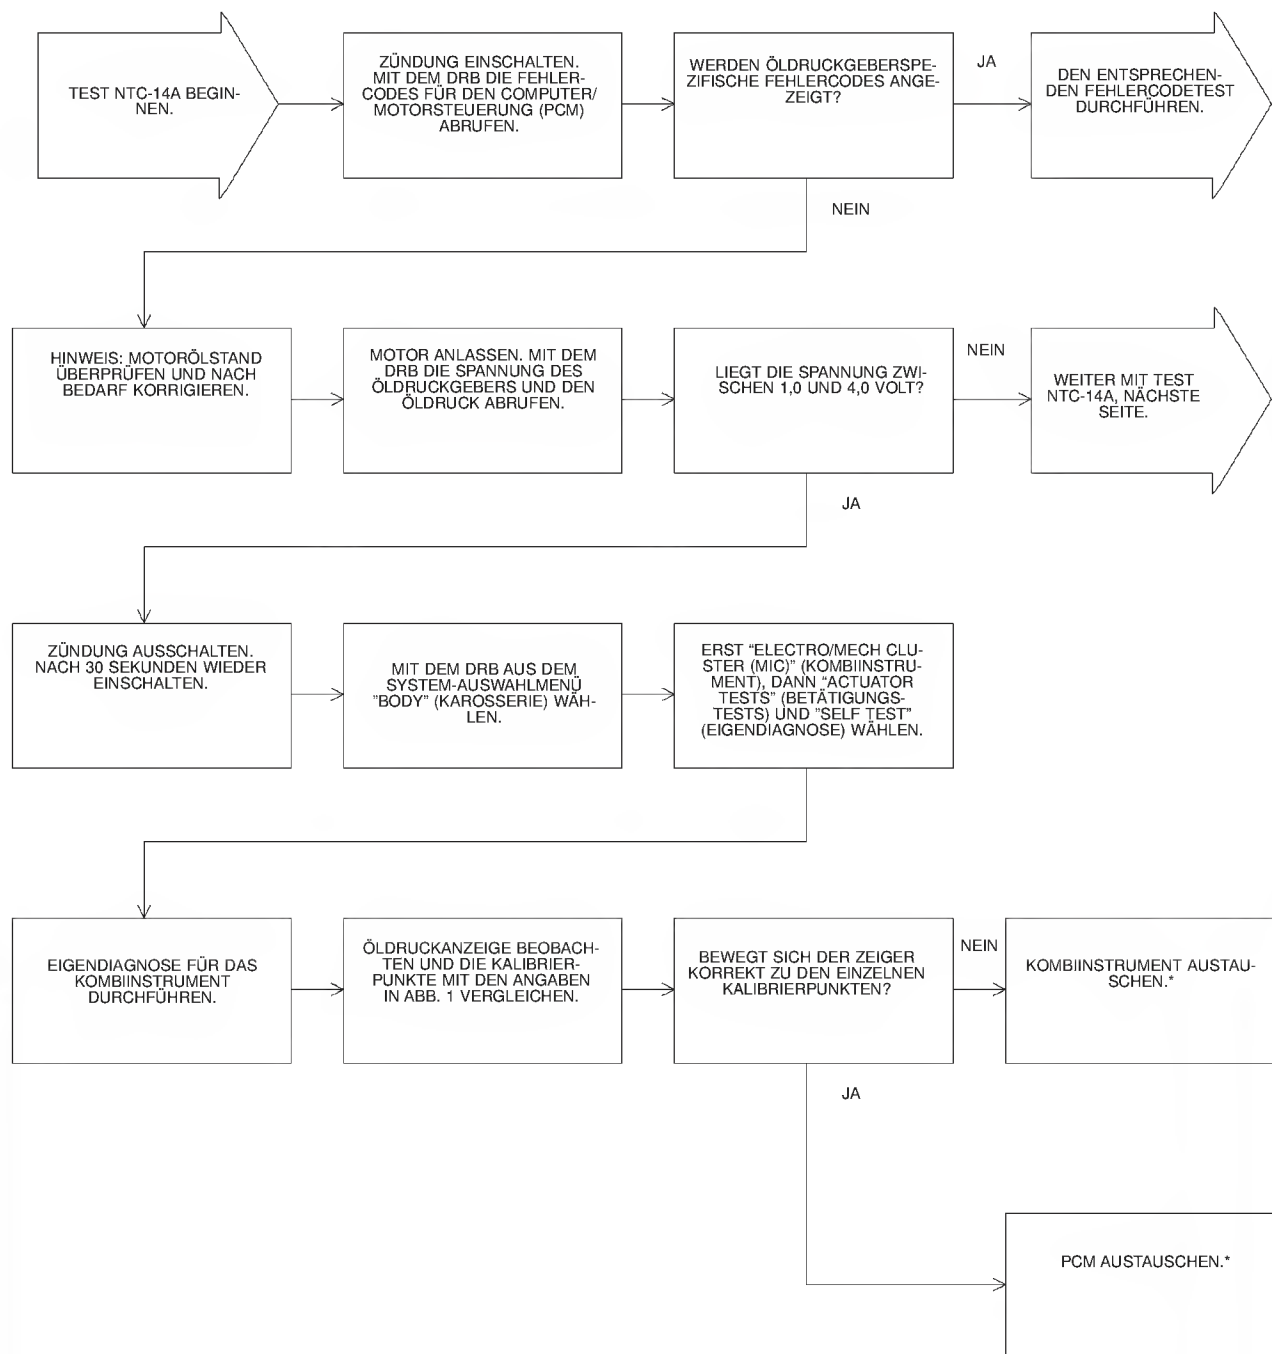 TEST NTC-14A BEGIN-
NEN.
ZÜNDUNG EINSCHALTEN.
MIT DEM DRB DIE FEHLER-
CODES FÜR DEN COMPUTER/
MOTORSTEUERUNG (PCM)
ABRUFEN.
WERDEN ÖLDRUCKGEBERSPE-
ZIFISCHE FEHLERCODES ANGE-
ZEIGT?
JA
DEN ENTSPRECHEN-
DEN FEHLERCODETEST
DURCHFÜHREN.
NEIN
HINWEIS: MOTORÖLSTAND
ÜBERPRÜFEN UND NACH
BEDARF KORRIGIEREN.
MOTOR ANLASSEN. MIT DEM
DRB DIE SPANNUNG DES
ÖLDRUCKGEBERS UND DEN
ÖLDRUCK ABRUFEN.
LIEGT DIE SPANNUNG ZWI-
SCHEN 1,0 UND 4,0 VOLT?
NEIN
WEITER MIT TEST
NTC-14A, NÄCHSTE
SEITE.
JA
ZÜNDUNG AUSSCHALTEN.
NACH 30 SEKUNDEN WIEDER
EINSCHALTEN.
MIT DEM DRB AUS DEM
SYSTEM-AUSWAHLMENÜ
"BODY" (KAROSSERIE) WÄH-
LEN.
ERST “ELECTRO/MECH CLU-
STER (MIC)” (KOMBIINSTRU-
MENT), DANN “ACTUATOR
TESTS” (BETÄTIGUNGS-
TESTS) UND ”SELF TEST”
(EIGENDIAGNOSE) WÄHLEN.
EIGENDIAGNOSE FÜR DAS
KOMBIINSTRUMENT
DURCHFÜHREN.
ÖLDRUCKANZEIGE BEOBACH-
TEN UND DIE KALIBRIER-
PUNKTE MIT DEN ANGABEN
IN ABB. 1 VERGLEICHEN.
BEWEGT SICH DER ZEIGER
KORREKT ZU DEN EINZELNEN
KALIBRIERPUNKTEN?
NEIN
KOMBIINSTRUMENT AUSTAU-
SCHEN.*
JA
PCM AUSTAUSCHEN.*